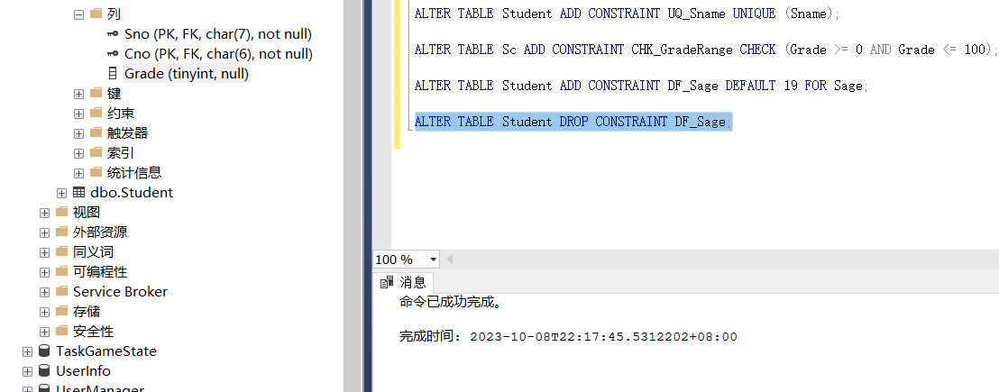 列
Sno (PK, FK, char(7), not null)
Cno (PK, FK, char(6), not null)
Grade (tinyint, null)
键
约束
触发器
索引
统计信息
dbo.Student
视图
外部资源
同义词
可编程性
Service Broker
存储
安全性
TaskGameState
UserInfo
UserManager
ALTER TABLE Student ADD CONSTRAINT UQ_Sname UNIQUE (Sname);
ALTER TABLE Sc ADD CONSTRAINT CHK_GradeRange CHECK (Grade >= 0 AND Grade <= 100);
ALTER TABLE Student ADD CONSTRAINT DF_Sage DEFAULT 19 FOR Sage;
ALTER TABLE Student DROP CONSTRAINT DF_Sage;
100 %
消息
命令已成功完成。
完成时间: 2023-10-08T22:17:45.5312202+08:00